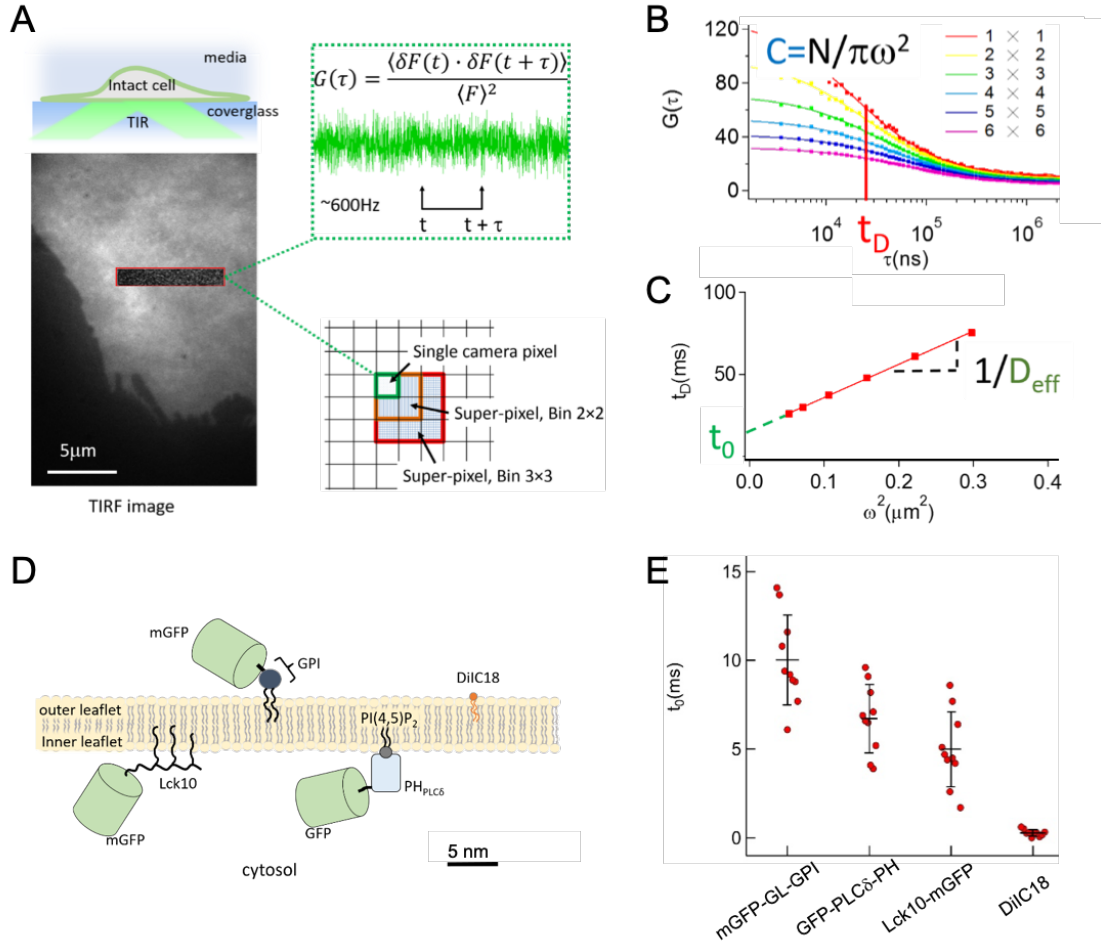 A
media
Intact cell
coverglass
TIR
5μm
TIRF image
G(τ) = ⟨δF(t) · δF(t + τ)⟩ / ⟨F⟩²
~600Hz
t
t + τ
Single camera pixel
Super-pixel, Bin 2×2
Super-pixel, Bin 3×3
B
C=N/πω²
1 × 1
2 × 2
3 × 3
4 × 4
5 × 5
6 × 6
G(τ)
120
80
40
0
10⁴
10⁵
10⁶
t_D
τ(ns)
C
100
50
0
t_D(ms)
t₀
1/D_eff
0.0
0.1
0.2
0.3
0.4
ω²(μm²)
D
mGFP
GPI
DiIC18
outer leaflet
PI(4,5)P₂
Inner leaflet
Lck10
PH_PLCδ
mGFP
GFP
cytosol
5 nm
E
15
10
5
0
t₀(ms)
mGFP-GL-GPI
GFP-PLCδ-PH
Lck10-mGFP
DiIC18